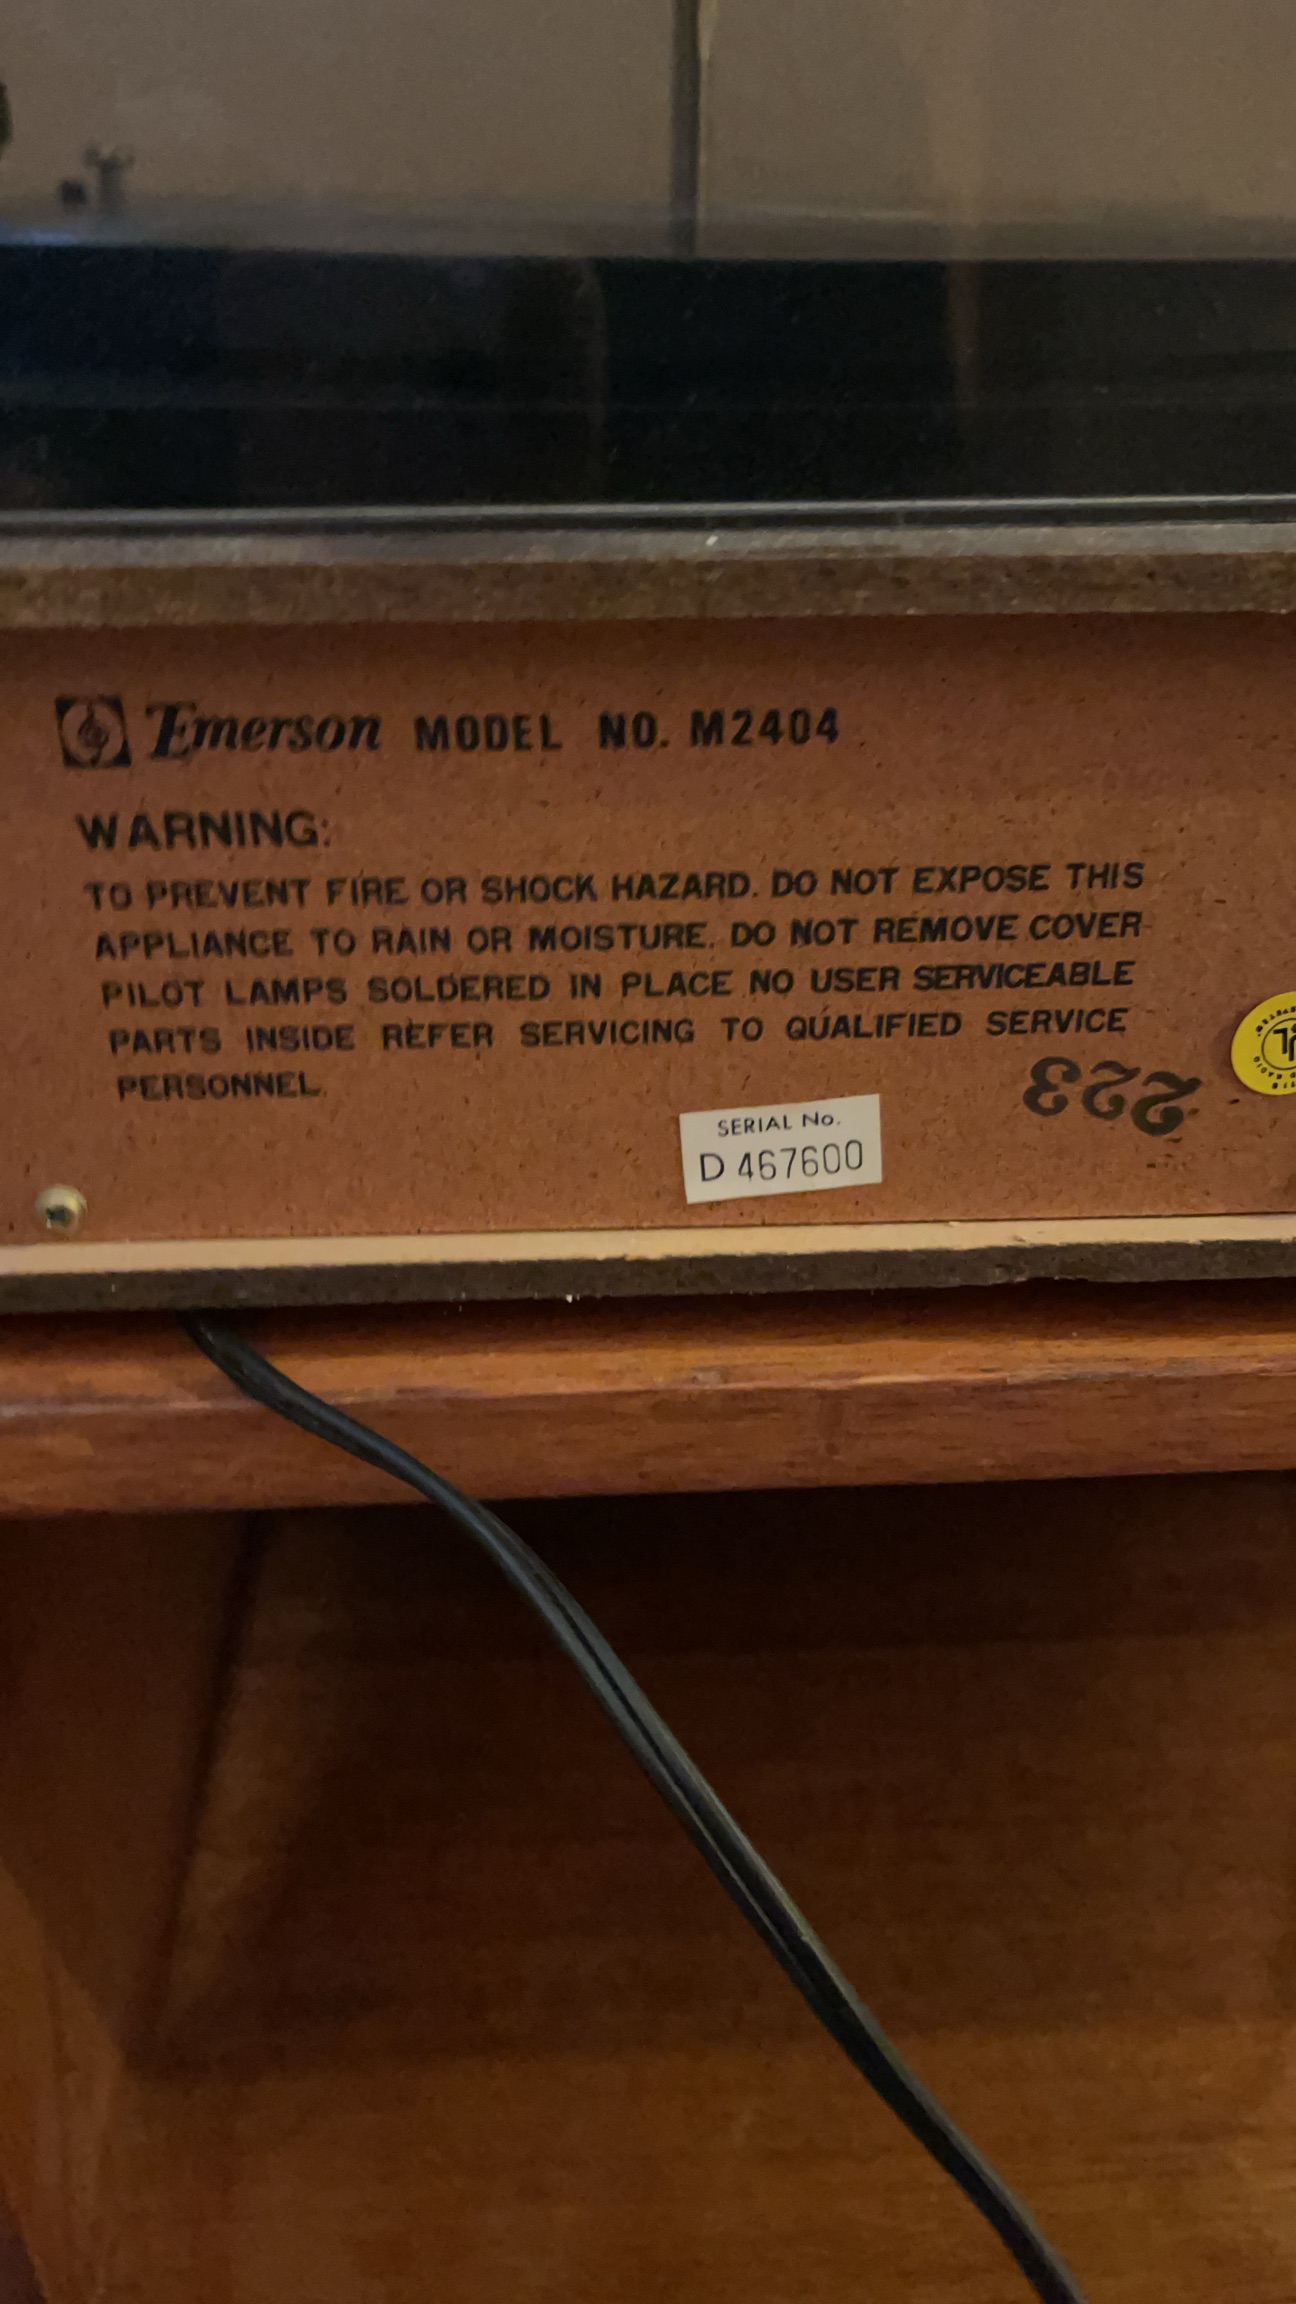 Emerson MODEL NO. M2404
WARNING:
TO PREVENT FIRE OR SHOCK HAZARD. DO NOT EXPOSE THIS
APPLIANCE TO RAIN OR MOISTURE. DO NOT REMOVE COVER
PILOT LAMPS SOLDERED IN PLACE NO USER SERVICEABLE
PARTS INSIDE REFER SERVICING TO QUALIFIED SERVICE
PERSONNEL.
223
SERIAL No.
D 467600